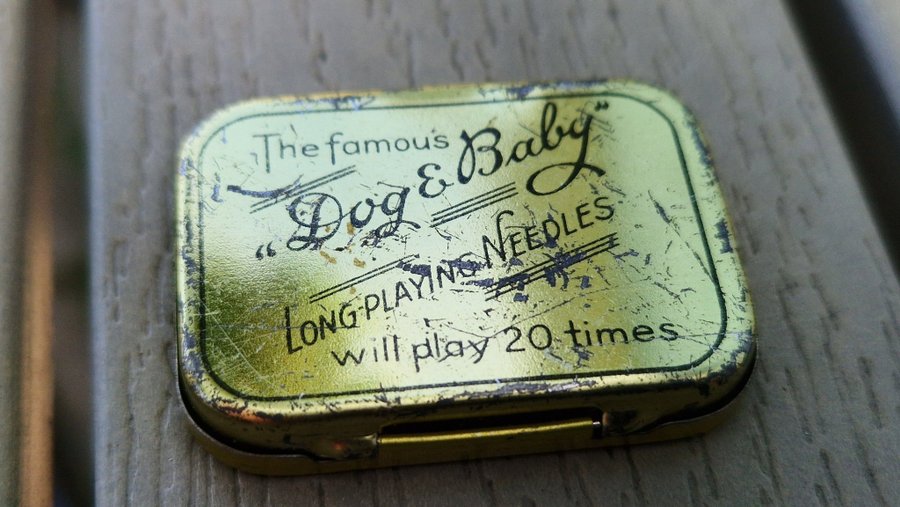 The famous
„Dog & Baby"
LONG-PLAYING NEEDLES
will play 20 times